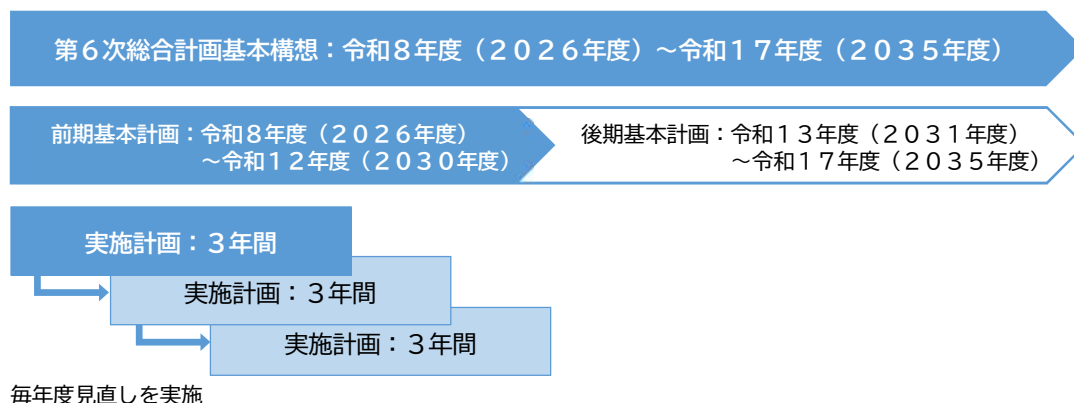 第６次総合計画基本構想：令和８年度（２０２６年度）～令和１７年度（２０３５年度）
前期基本計画：令和８年度（２０２６年度）
～令和１２年度（２０３０年度）
後期基本計画：令和１３年度（２０３１年度）
～令和１７年度（２０３５年度）
実施計画：３年間
実施計画：３年間
実施計画：３年間
毎年度見直しを実施